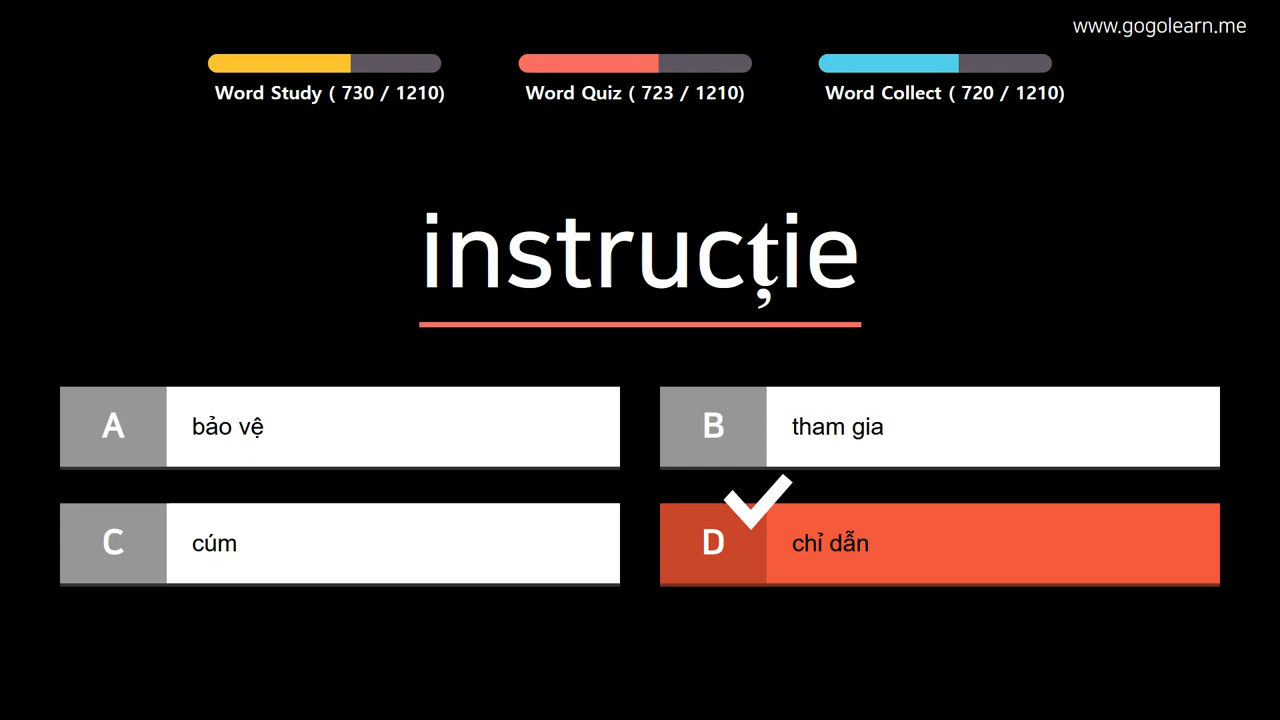 www.gogolearn.me
Word Study ( 730 / 1210)
Word Quiz ( 723 / 1210)
Word Collect ( 720 / 1210)
instrucție
A bảo vệ
B tham gia
C cúm
D chỉ dẫn